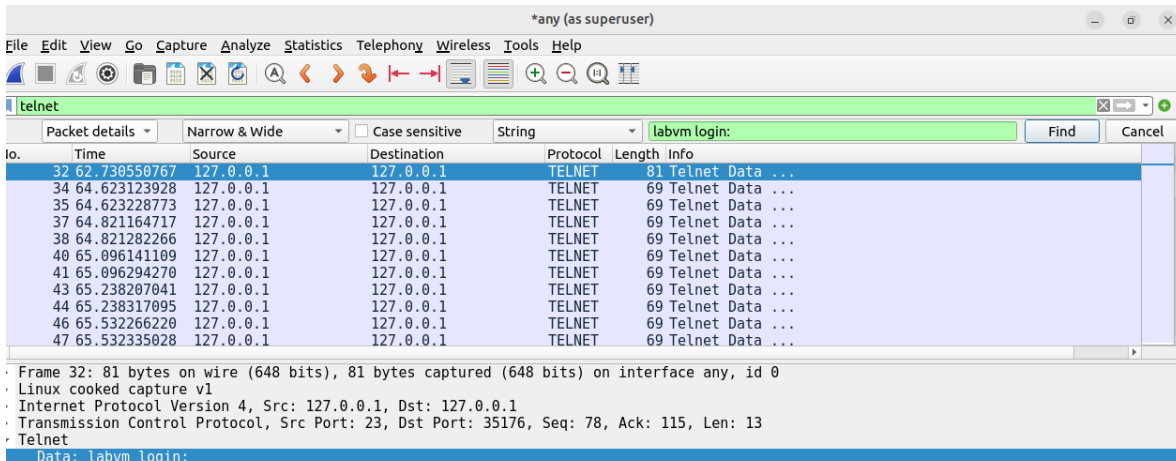 *any (as superuser)
File Edit View Go Capture Analyze Statistics Telephony Wireless Tools Help
telnet
Packet details Narrow & Wide Case sensitive String labvm login: Find Cancel
No. Time Source Destination Protocol Length Info
32 62.730550767 127.0.0.1 127.0.0.1 TELNET 81 Telnet Data ...
34 64.623123928 127.0.0.1 127.0.0.1 TELNET 69 Telnet Data ...
35 64.623228773 127.0.0.1 127.0.0.1 TELNET 69 Telnet Data ...
37 64.821164717 127.0.0.1 127.0.0.1 TELNET 69 Telnet Data ...
38 64.821282266 127.0.0.1 127.0.0.1 TELNET 69 Telnet Data ...
40 65.096141109 127.0.0.1 127.0.0.1 TELNET 69 Telnet Data ...
41 65.096294270 127.0.0.1 127.0.0.1 TELNET 69 Telnet Data ...
43 65.238207041 127.0.0.1 127.0.0.1 TELNET 69 Telnet Data ...
44 65.238317095 127.0.0.1 127.0.0.1 TELNET 69 Telnet Data ...
46 65.532266220 127.0.0.1 127.0.0.1 TELNET 69 Telnet Data ...
47 65.532335028 127.0.0.1 127.0.0.1 TELNET 69 Telnet Data ...
Frame 32: 81 bytes on wire (648 bits), 81 bytes captured (648 bits) on interface any, id 0
Linux cooked capture v1
Internet Protocol Version 4, Src: 127.0.0.1, Dst: 127.0.0.1
Transmission Control Protocol, Src Port: 23, Dst Port: 35176, Seq: 78, Ack: 115, Len: 13
Telnet
Data: labvm login: